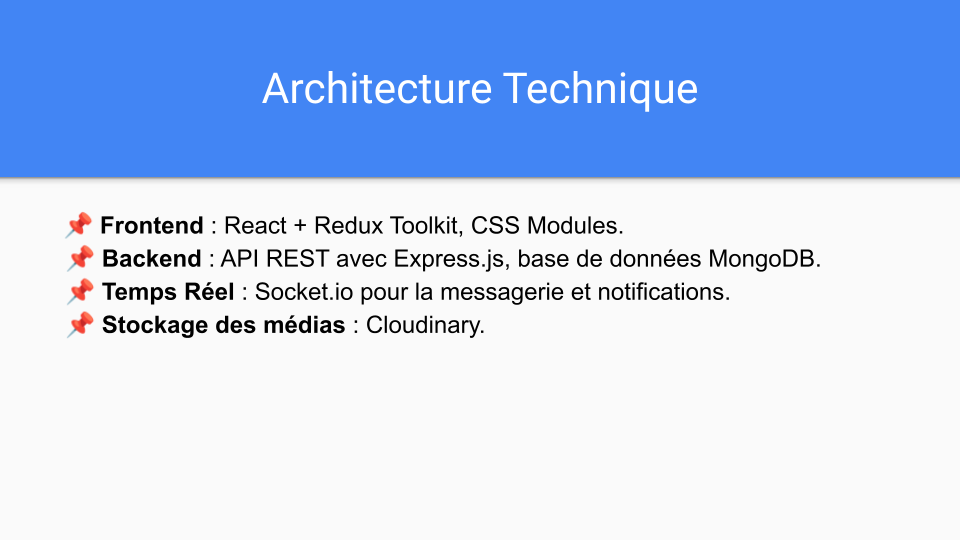 Architecture Technique
📌 Frontend : React + Redux Toolkit, CSS Modules.
📌 Backend : API REST avec Express.js, base de données MongoDB.
📌 Temps Réel : Socket.io pour la messagerie et notifications.
📌 Stockage des médias : Cloudinary.